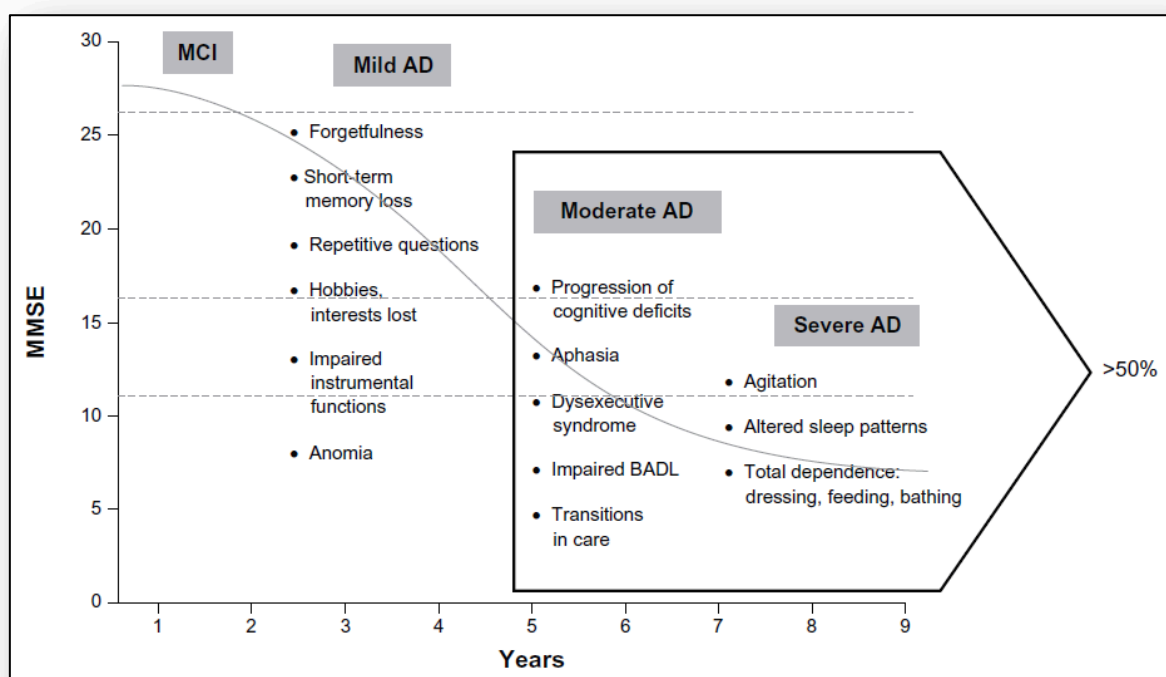 30
25
20
15
10
5
0
MMSE
MCI
Mild AD
• Forgetfulness
• Short-term
memory loss
• Repetitive questions
• Hobbies,
interests lost
• Impaired
instrumental
functions
• Anomia
Moderate AD
• Progression of
cognitive deficits
• Aphasia
• Dysexecutive
syndrome
• Impaired BADL
• Transitions
in care
Severe AD
• Agitation
• Altered sleep patterns
• Total dependence:
dressing, feeding, bathing
>50%
1 2 3 4 5 6 7 8 9
Years